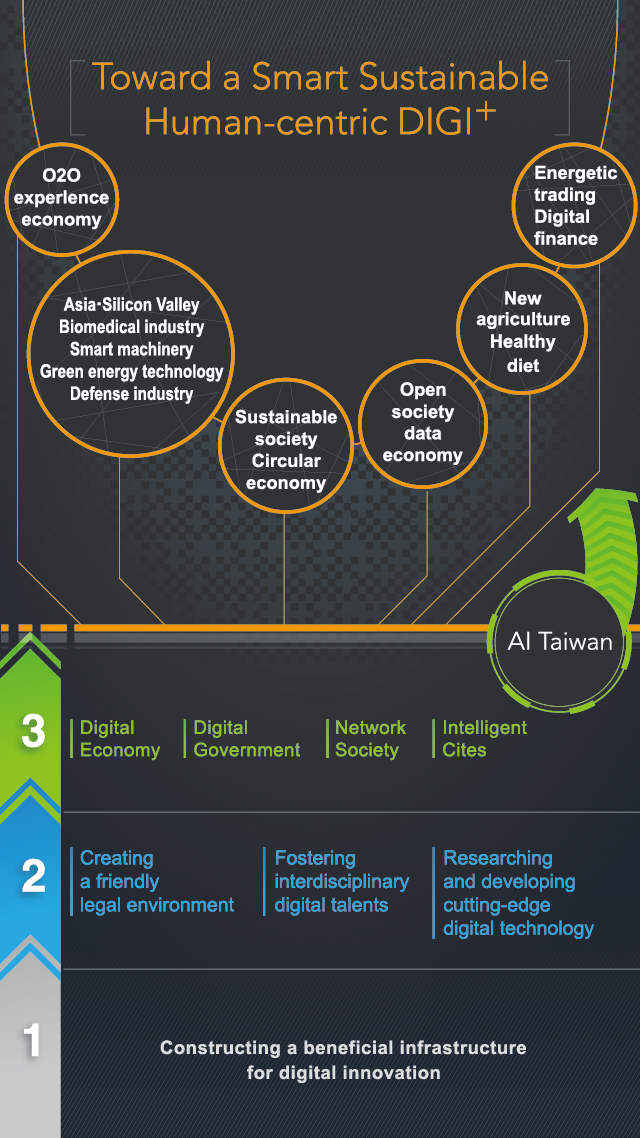 Toward a Smart Sustainable
Human-centric DIGI+
O2O
experlence
economy
Energetic
trading
Digital
finance
Asia·Silicon Valley
Biomedical industry
Smart machinery
Green energy technology
Defense industry
New
agriculture
Healthy
diet
Sustainable
society
Circular
economy
Open
society
data
economy
AI Taiwan
3
Digital
Economy
Digital
Government
Network
Society
Intelligent
Cites
2
Creating
a friendly
legal environment
Fostering
interdisciplinary
digital talents
Researching
and developing
cutting-edge
digital technology
1
Constructing a beneficial infrastructure
for digital innovation